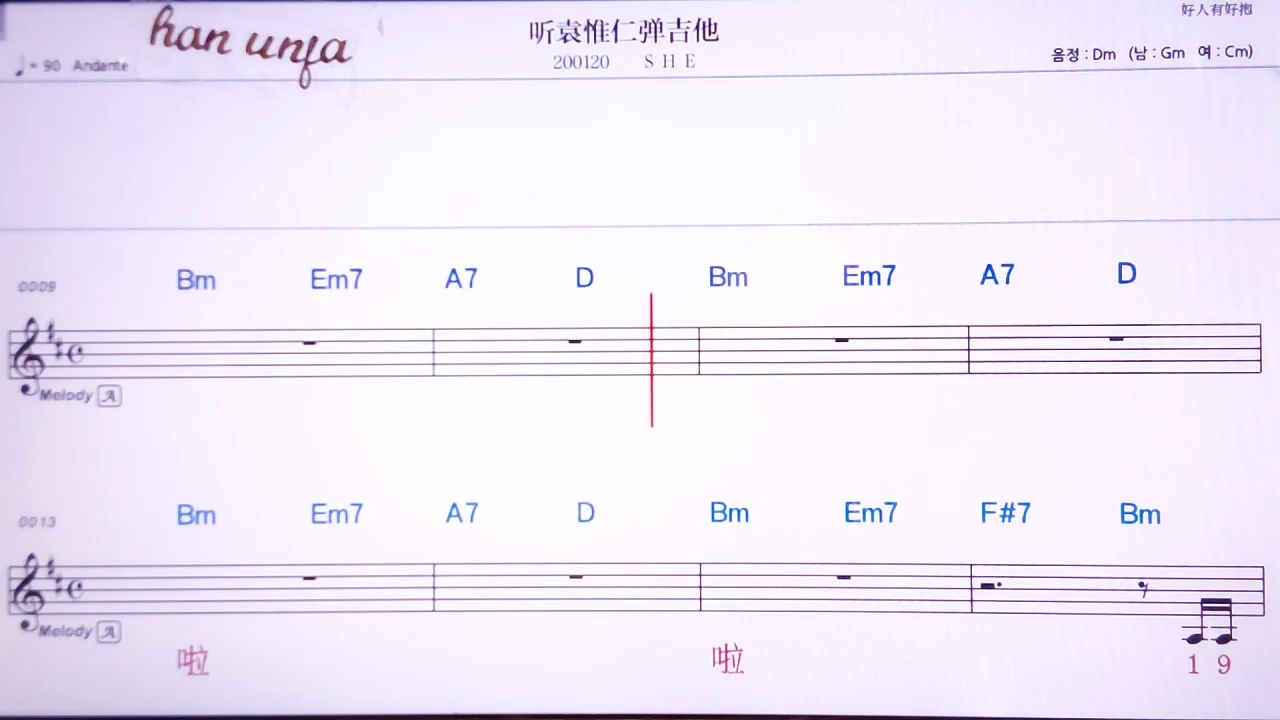 好人有好抱
han unfa
听袁惟仁弹吉他
♩= 90 Andante
200120 S H E
음정 : Dm (남 : Gm 여 : Cm)
0009 Bm Em7 A7 D Bm Em7 A7 D
Melody A
0013 Bm Em7 A7 D Bm Em7 F#7 Bm
Melody A
啦 啦 1 9